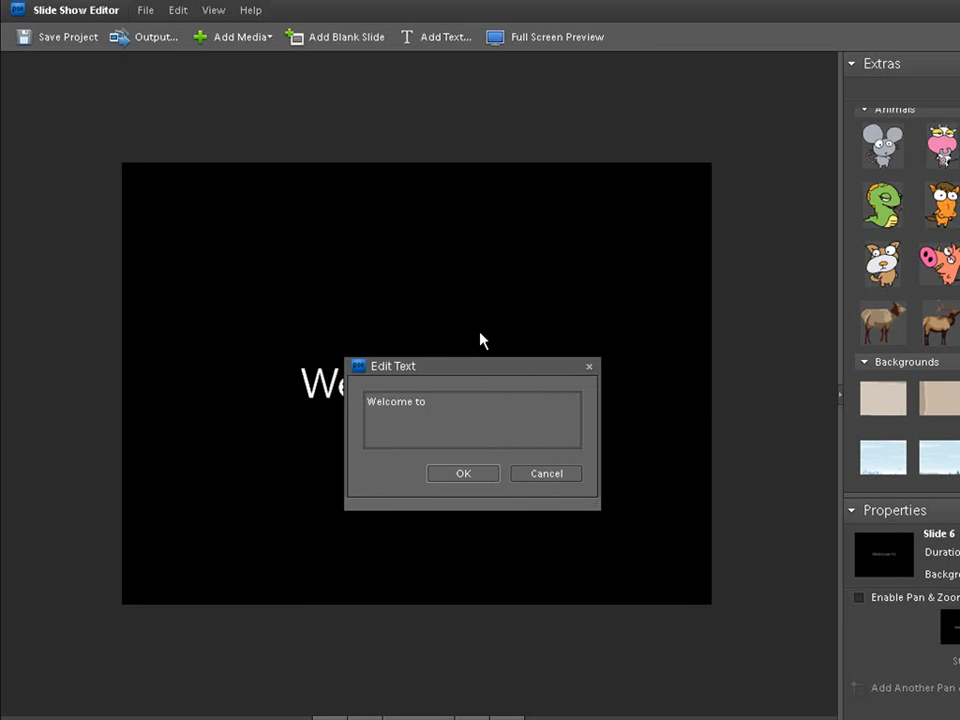 Slide Show Editor File Edit View Help
Save Project Output... Add Media Add Blank Slide Add Text... Full Screen Preview
Extras
Animals
We
Edit Text
Welcome to
OK Cancel
Backgrounds
Properties
Slide 6
Enable Pan & Zoom
Add Another Pan